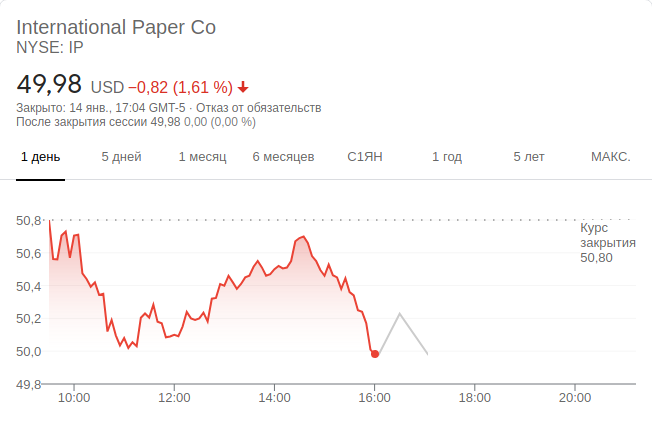 International Paper Co
NYSE: IP
49,98 USD −0,82 (1,61 %)
Закрыто: 14 янв., 17:04 GMT-5 · Отказ от обязательств
После закрытия сессии 49,98 0,00 (0,00 %)
1 день 5 дней 1 месяц 6 месяцев С1ЯН 1 год 5 лет МАКС.
50,8
Курс
закрытия
50,80
50,6
50,4
50,2
50,0
49,8
10:00 12:00 14:00 16:00 18:00 20:00